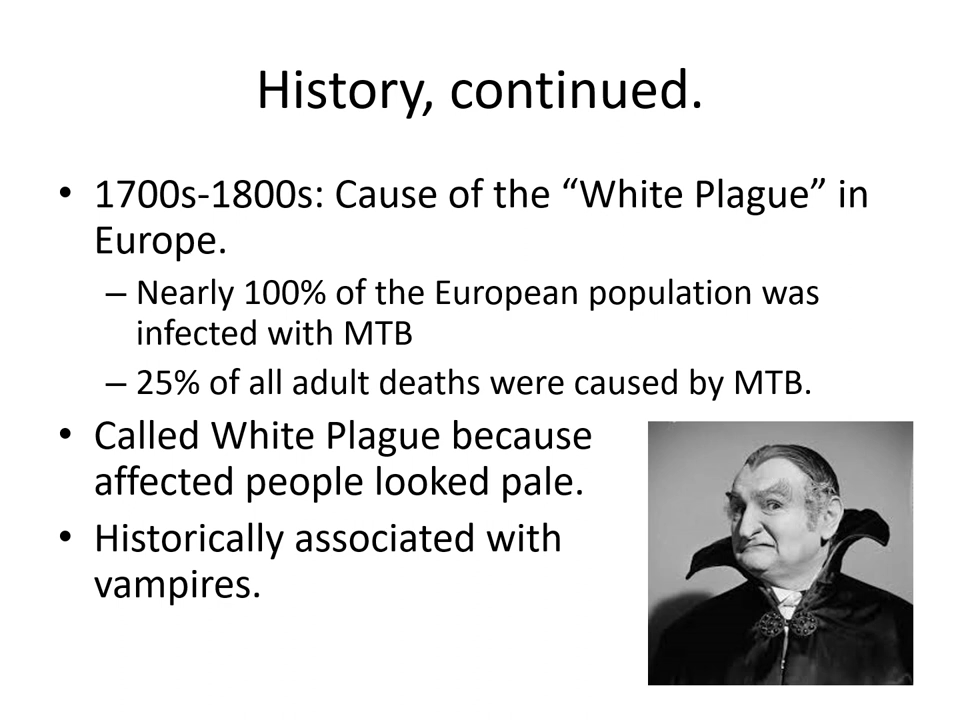 History, continued.
• 1700s-1800s: Cause of the “White Plague” in
Europe.
– Nearly 100% of the European population was
infected with MTB
– 25% of all adult deaths were caused by MTB.
• Called White Plague because
affected people looked pale.
• Historically associated with
vampires.